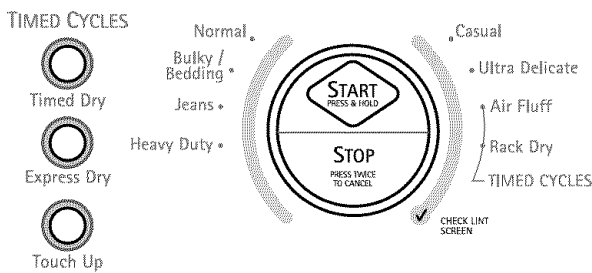 TIMED CYCLES
Timed Dry
Express Dry
Touch Up
Normal
Bulky /
Bedding
Jeans
Heavy Duty
START
PRESS & HOLD
STOP
PRESS TWICE
TO CANCEL
Casual
Ultra Delicate
Air Fluff
Rack Dry
TIMED CYCLES
CHECK LINT
SCREEN